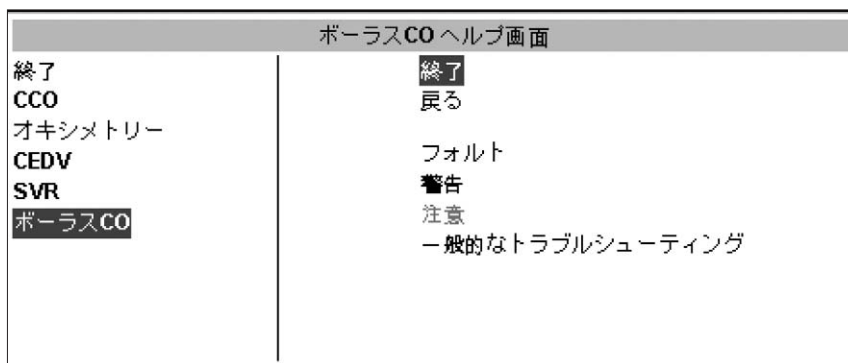 ボーラスCO ヘルプ画面
終了
CCO
オキシメトリー
CEDV
SVR
ボーラスCO
終了
戻る
フォルト
警告
注意
一般的なトラブルシューティング